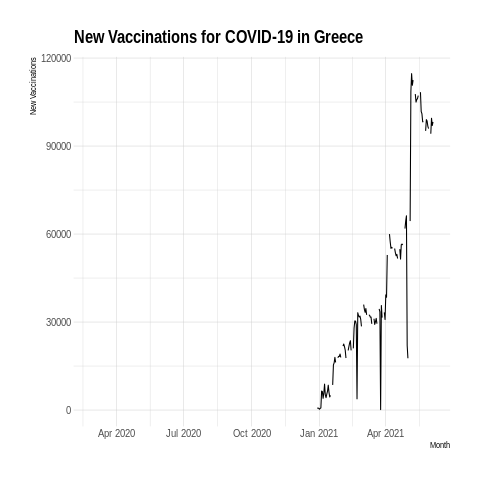 New Vaccinations for COVID-19 in Greece
New Vaccinations
120000
90000
60000
30000
0
Apr 2020 Jul 2020 Oct 2020 Jan 2021 Apr 2021
Month